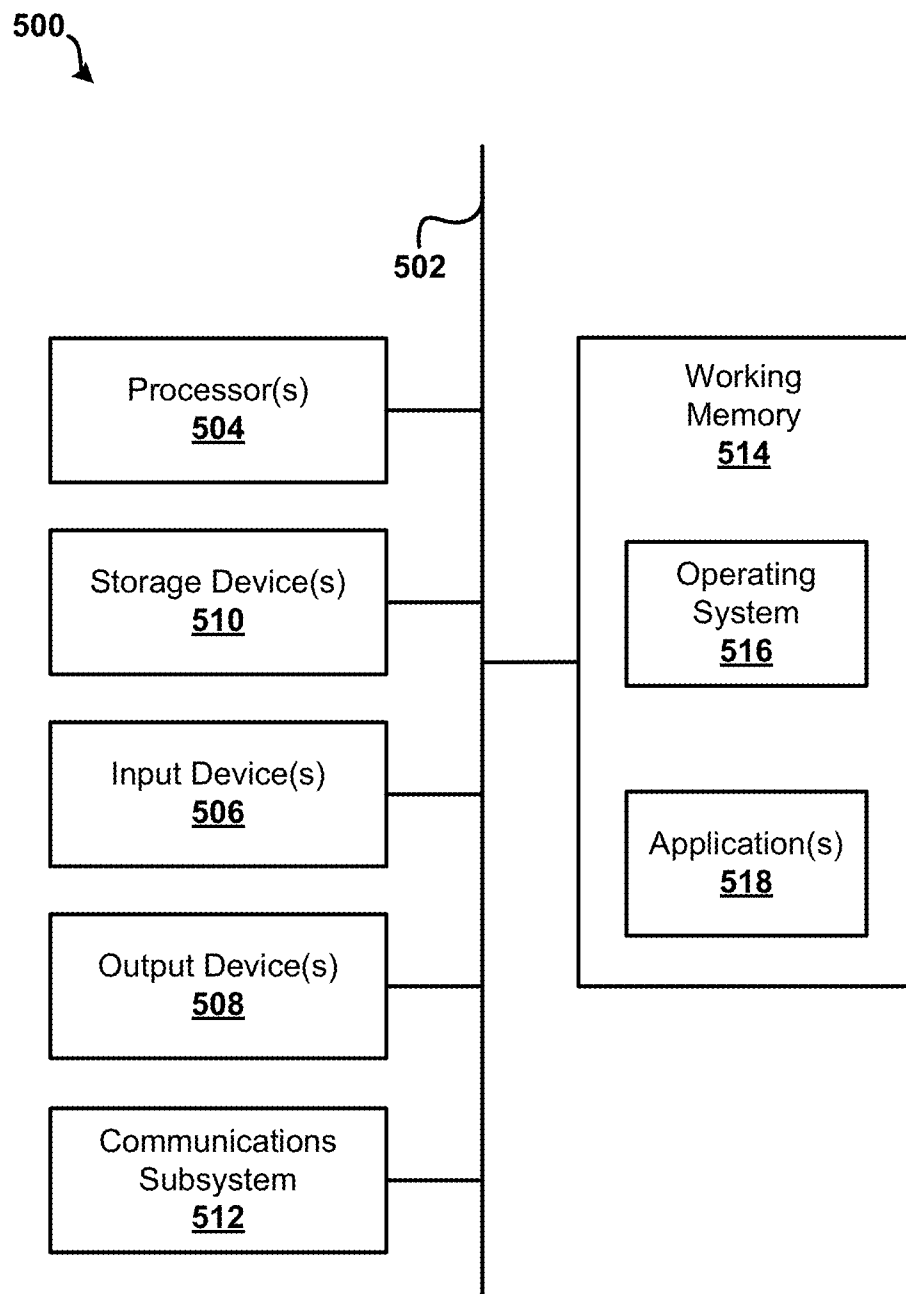 500
502
Processor(s)
504
Storage Device(s)
510
Input Device(s)
506
Output Device(s)
508
Communications
Subsystem
512
Working
Memory
514
Operating
System
516
Application(s)
518